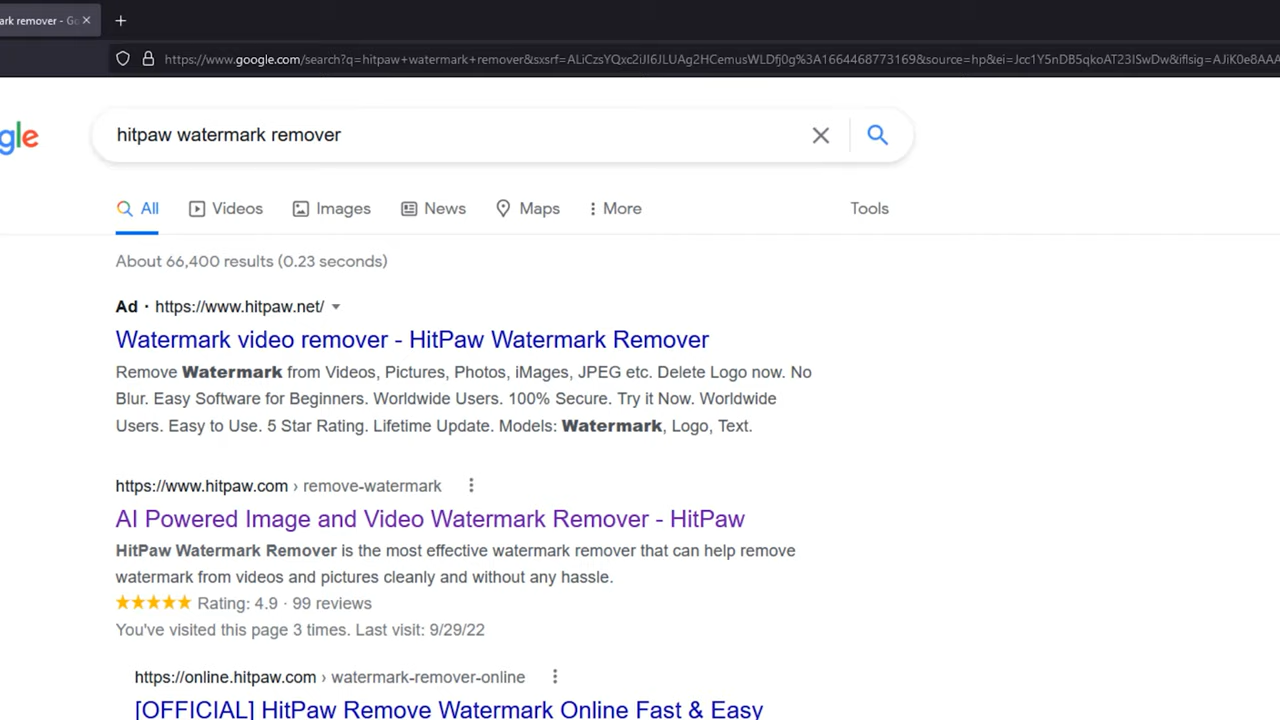 ark remover - Go
https://www.google.com/search?q=hitpaw+watermark+remover&sxsrf=ALiCzsYQxc2iJI6JLUAg2HCemusWLDfj0g%3A1664468773169&source=hp&ei=Jcc1Y5nDB5qkoAT23ISwDw&iflsig=AJiK0e8AAA
gle
hitpaw watermark remover
All Videos Images News Maps More Tools
About 66,400 results (0.23 seconds)
Ad · https://www.hitpaw.net/
Watermark video remover - HitPaw Watermark Remover
Remove Watermark from Videos, Pictures, Photos, iMages, JPEG etc. Delete Logo now. No
Blur. Easy Software for Beginners. Worldwide Users. 100% Secure. Try it Now. Worldwide
Users. Easy to Use. 5 Star Rating. Lifetime Update. Models: Watermark, Logo, Text.
https://www.hitpaw.com › remove-watermark
AI Powered Image and Video Watermark Remover - HitPaw
HitPaw Watermark Remover is the most effective watermark remover that can help remove
watermark from videos and pictures cleanly and without any hassle.
Rating: 4.9 · 99 reviews
You've visited this page 3 times. Last visit: 9/29/22
https://online.hitpaw.com › watermark-remover-online
[OFFICIAL] HitPaw Remove Watermark Online Fast & Easy